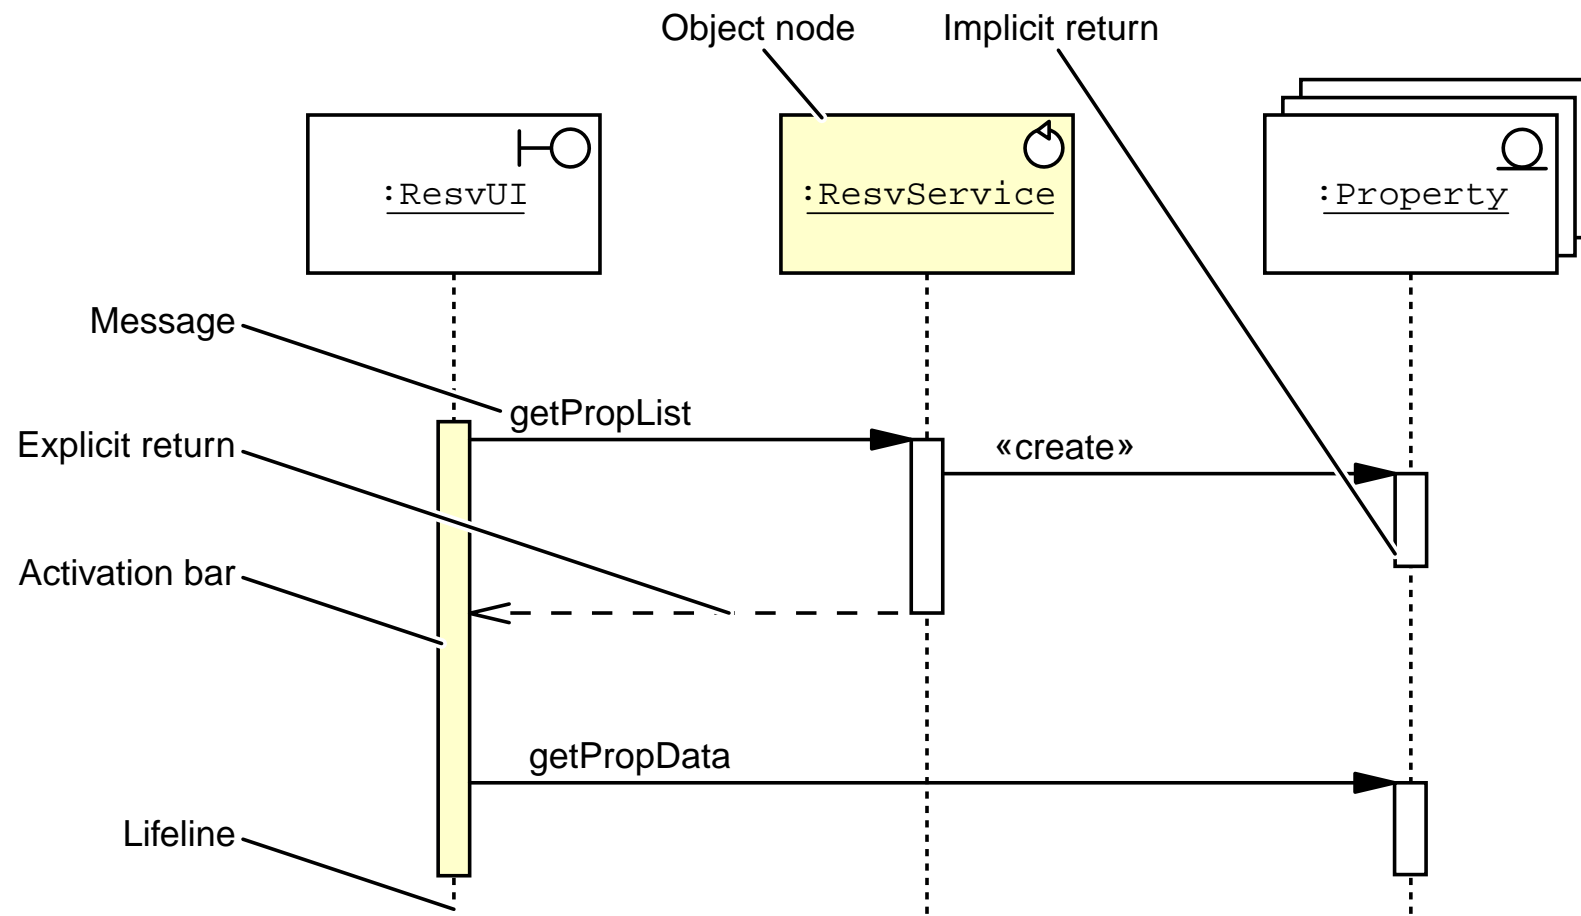 Object node
Implicit return
:ResvUI
:ResvService
:Property
Message
getPropList
Explicit return
«create»
Activation bar
getPropData
Lifeline